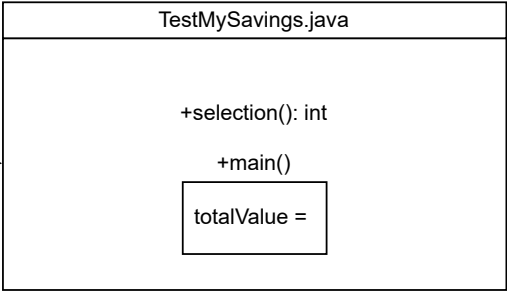 TestMySavings.java
+selection(): int
+main()
totalValue =